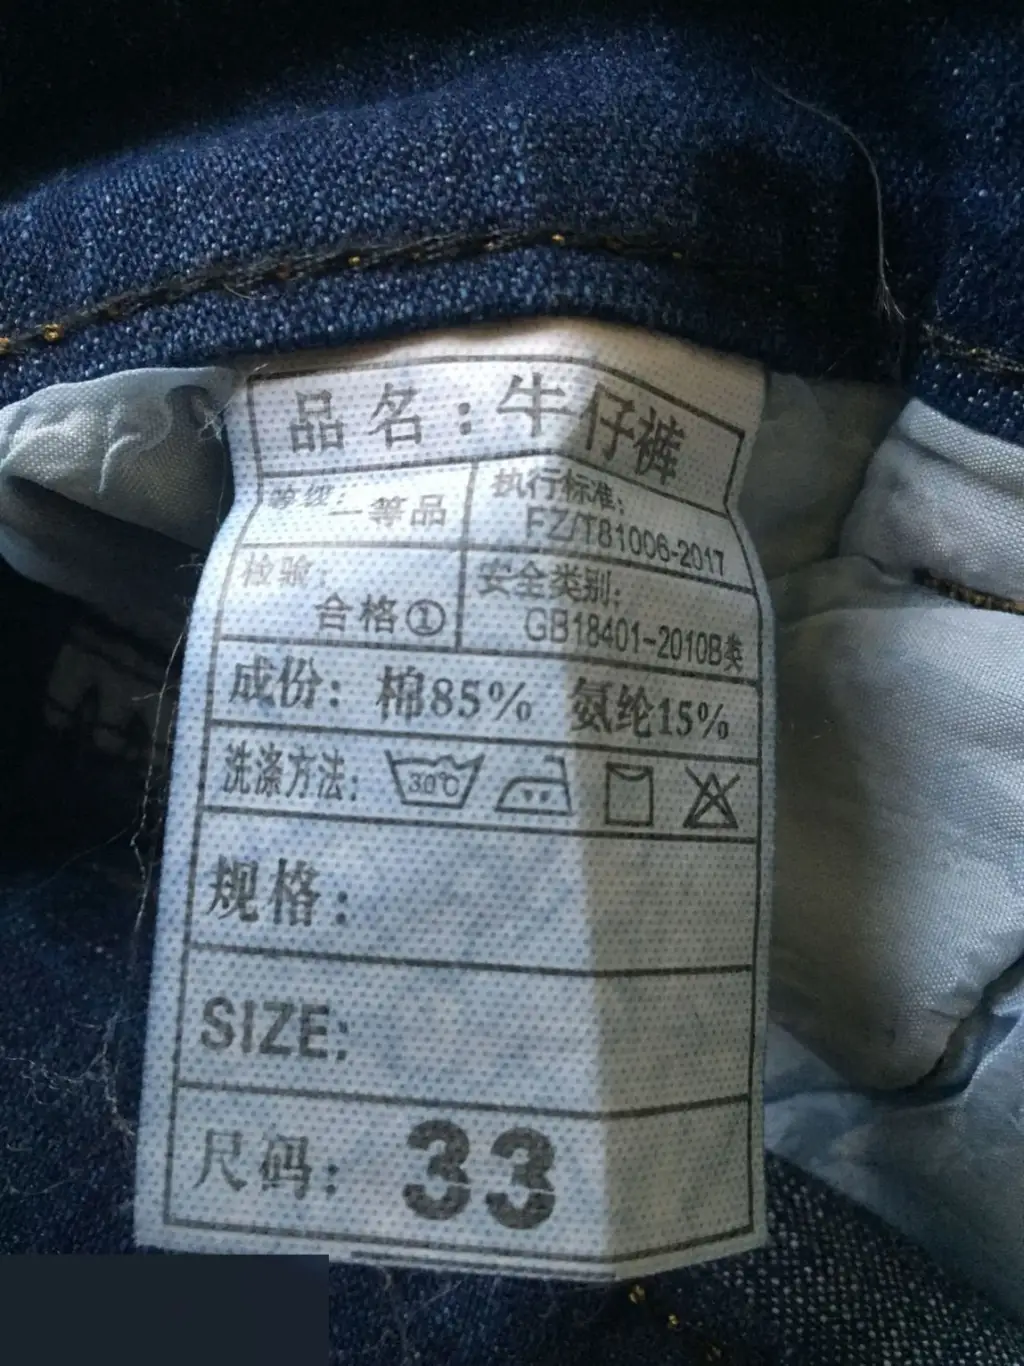 品名：牛仔裤
等级：一等品
执行标准：
FZ/T81006-2017
检验：
合格①
安全类别：
GB18401-2010B类
成份：棉85% 氨纶15%
洗涤方法： 30℃
规格：
SIZE:
尺码：33